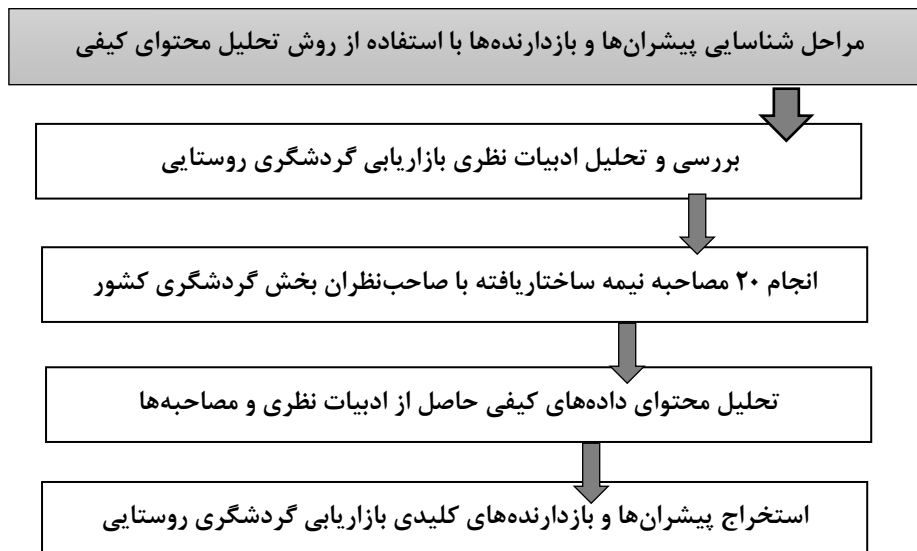 مراحل شناسایی پیشران‌ها و بازدارنده‌ها با استفاده از روش تحلیل محتوای کیفی
بررسی و تحلیل ادبیات نظری بازاریابی گردشگری روستایی
انجام ۲۰ مصاحبه نیمه ساختاریافته با صاحب‌نظران بخش گردشگری کشور
تحلیل محتوای داده‌های کیفی حاصل از ادبیات نظری و مصاحبه‌ها
استخراج پیشران‌ها و بازدارنده‌های کلیدی بازاریابی گردشگری روستایی